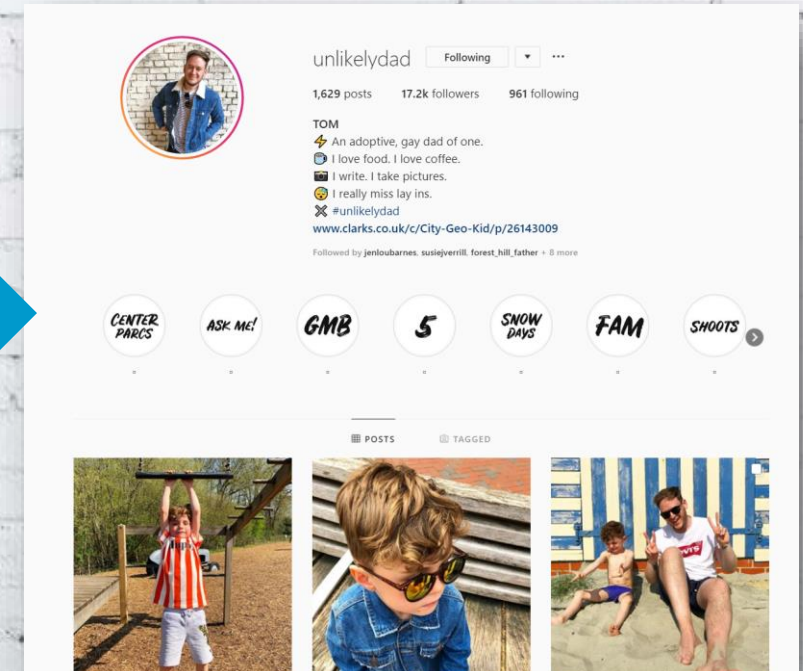 unlikelydad Following ▼ •••
1,629 posts 17.2k followers 961 following
TOM
⚡ An adoptive, gay dad of one.
☕ I love food. I love coffee.
📷 I write. I take pictures.
😴 I really miss lay ins.
✖ #unlikelydad
www.clarks.co.uk/c/City-Geo-Kid/p/26143009
Followed by jenloubarnes, susiejverrill, forest_hill_father + 8 more
CENTER
PARCS
ASK ME!
GMB
5
SNOW
DAYS
FAM
SHOOTS
POSTS TAGGED